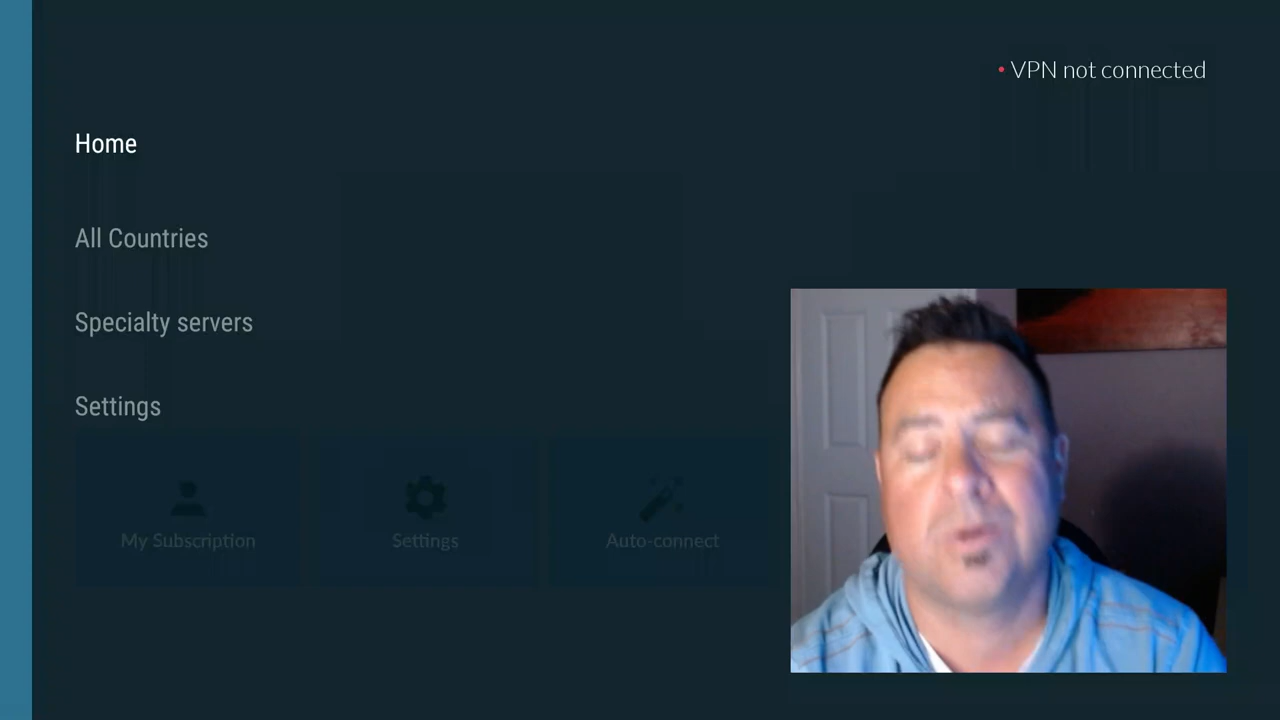 VPN not connected
Home
All Countries
Specialty servers
Settings
My Subscription
Settings
Auto-connect